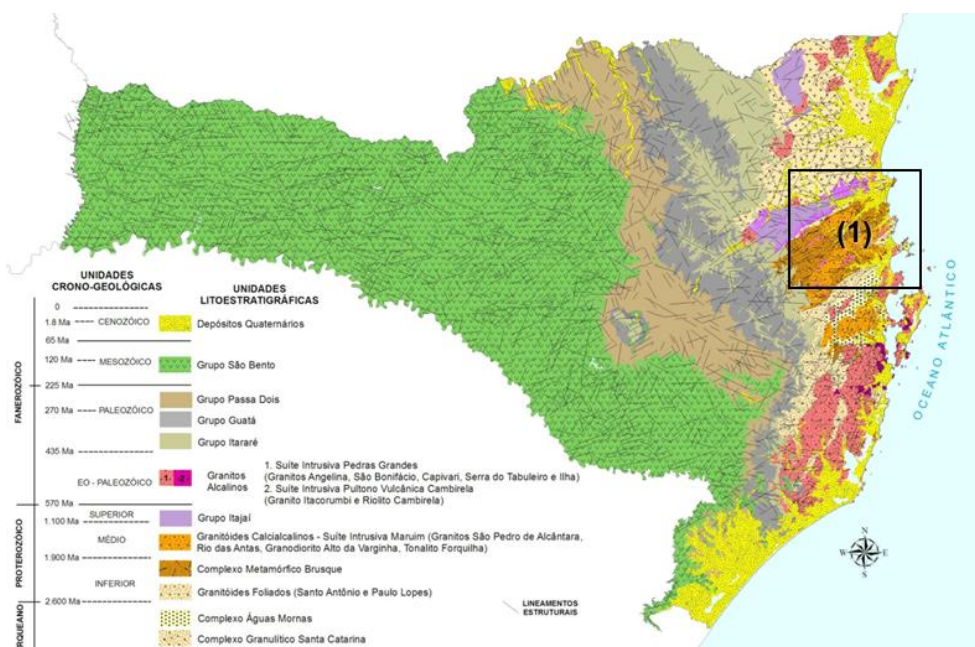 (1)
OCEANO ATLÂNTICO
N
W E
S
UNIDADES
CRONO-GEOLÓGICAS
UNIDADES
LITOESTRATIGRÁFICAS
FANEROZÓICO
0
1.8 Ma
CENOZÓICO
Depósitos Quaternários
65 Ma
120 Ma
MESOZÓICO
Grupo São Bento
225 Ma
270 Ma
PALEOZÓICO
Grupo Passa Dois
Grupo Guatá
Grupo Itararé
435 Ma
EO - PALEOZÓICO
-1- -2-
Granitos
Alcalinos
1. Suíte Intrusiva Pedras Grandes
(Granitos Angelina, São Bonifácio, Capivari, Serra do Tabuleiro e Ilha)
2. Suíte Intrusiva Plutono Vulcânica Cambirela
(Granito Itacorumbi e Riolito Cambirela)
570 Ma
PROTEROZÓICO
SUPERIOR
Grupo Itajaí
1.100 Ma
MÉDIO
Granitóides Calcialcalinos - Suíte Intrusiva Maruim (Granitos São Pedro de Alcântara,
Rio das Antas, Granodiorito Alto da Varginha, Tonalito Forquilha)
1.900 Ma
Complexo Metamórfico Brusque
INFERIOR
Granitóides Foliados (Santo Antônio e Paulo Lopes)
2.600 Ma
ARQUEANO
Complexo Águas Mornas
Complexo Granulítico Santa Catarina
LINEAMENTOS
ESTRUTURAIS